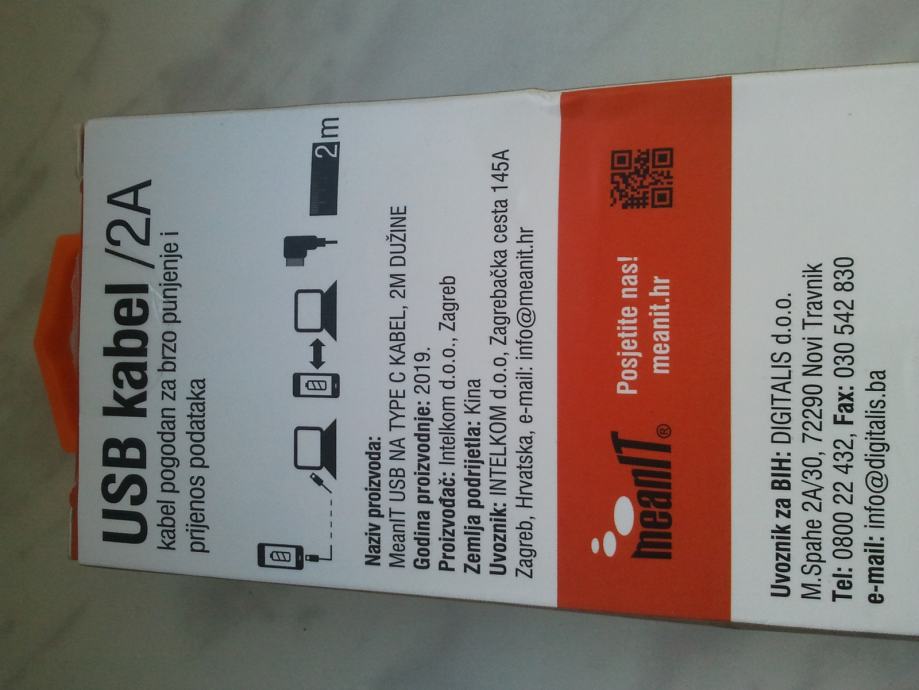 USB kabel /2A
kabel pogodan za brzo punjenje i
prijenos podataka
2m
Naziv proizvoda:
MeanIT USB NA TYPE C KABEL, 2M DUŽINE
Godina proizvodnje: 2019.
Proizvođač: Intelkom d.o.o., Zagreb
Zemlja podrijetla: Kina
Uvoznik: INTELKOM d.o.o, Zagrebačka cesta 145A
Zagreb, Hrvatska, e-mail: info@meanit.hr
meanIT®
Posjetite nas!
meanit.hr
Uvoznik za BIH: DIGITALIS d.o.o.
M.Spahe 2A/30, 72290 Novi Travnik
Tel: 0800 22 432, Fax: 030 542 830
e-mail: info@digitalis.ba